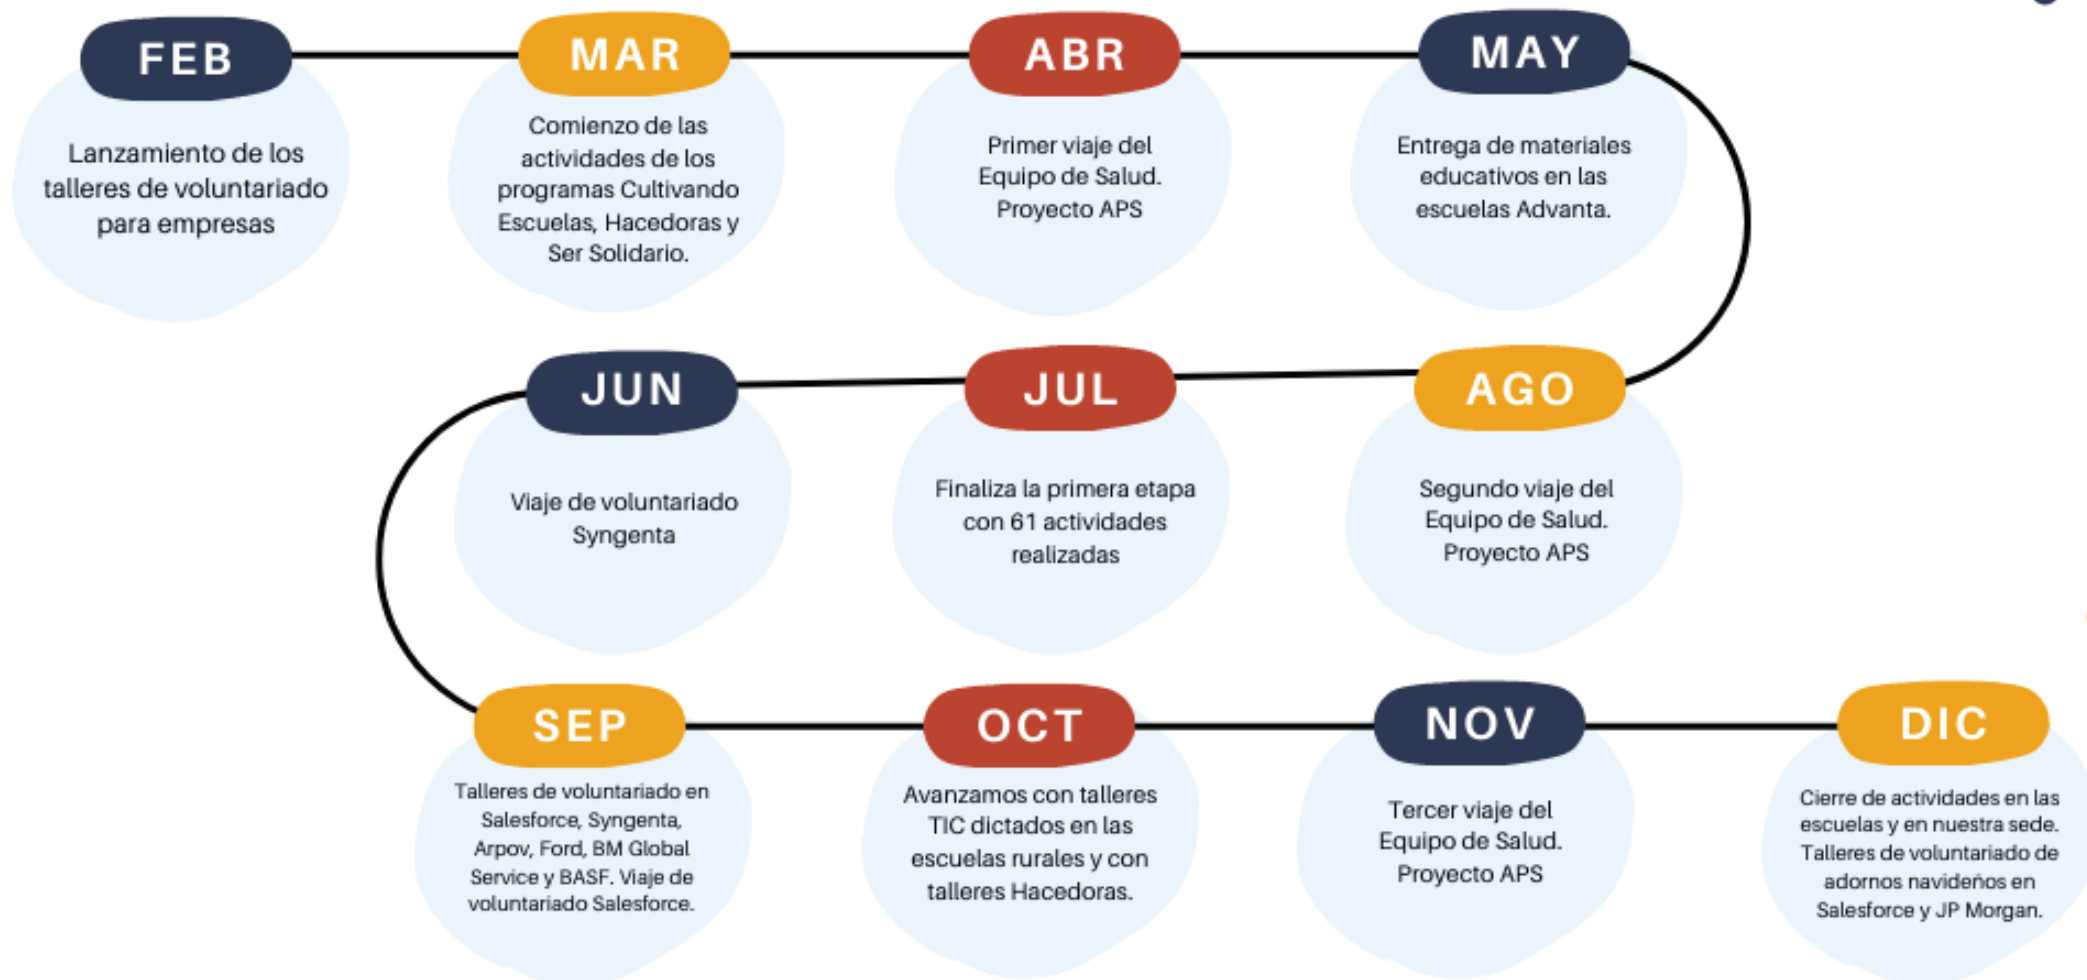 FEB
Lanzamiento de los
talleres de voluntariado
para empresas
MAR
Comienzo de las
actividades de los
programas Cultivando
Escuelas, Hacedoras y
Ser Solidario.
ABR
Primer viaje del
Equipo de Salud.
Proyecto APS
MAY
Entrega de materiales
educativos en las
escuelas Advanta.
JUN
Viaje de voluntariado
Syngenta
JUL
Finaliza la primera etapa
con 61 actividades
realizadas
AGO
Segundo viaje del
Equipo de Salud.
Proyecto APS
SEP
Talleres de voluntariado en
Salesforce, Syngenta,
Arpov, Ford, BM Global
Service y BASF. Viaje de
voluntariado Salesforce.
OCT
Avanzamos con talleres
TIC dictados en las
escuelas rurales y con
talleres Hacedoras.
NOV
Tercer viaje del
Equipo de Salud.
Proyecto APS
DIC
Cierre de actividades en las
escuelas y en nuestra sede.
Talleres de voluntariado de
adornos navideños en
Salesforce y JP Morgan.